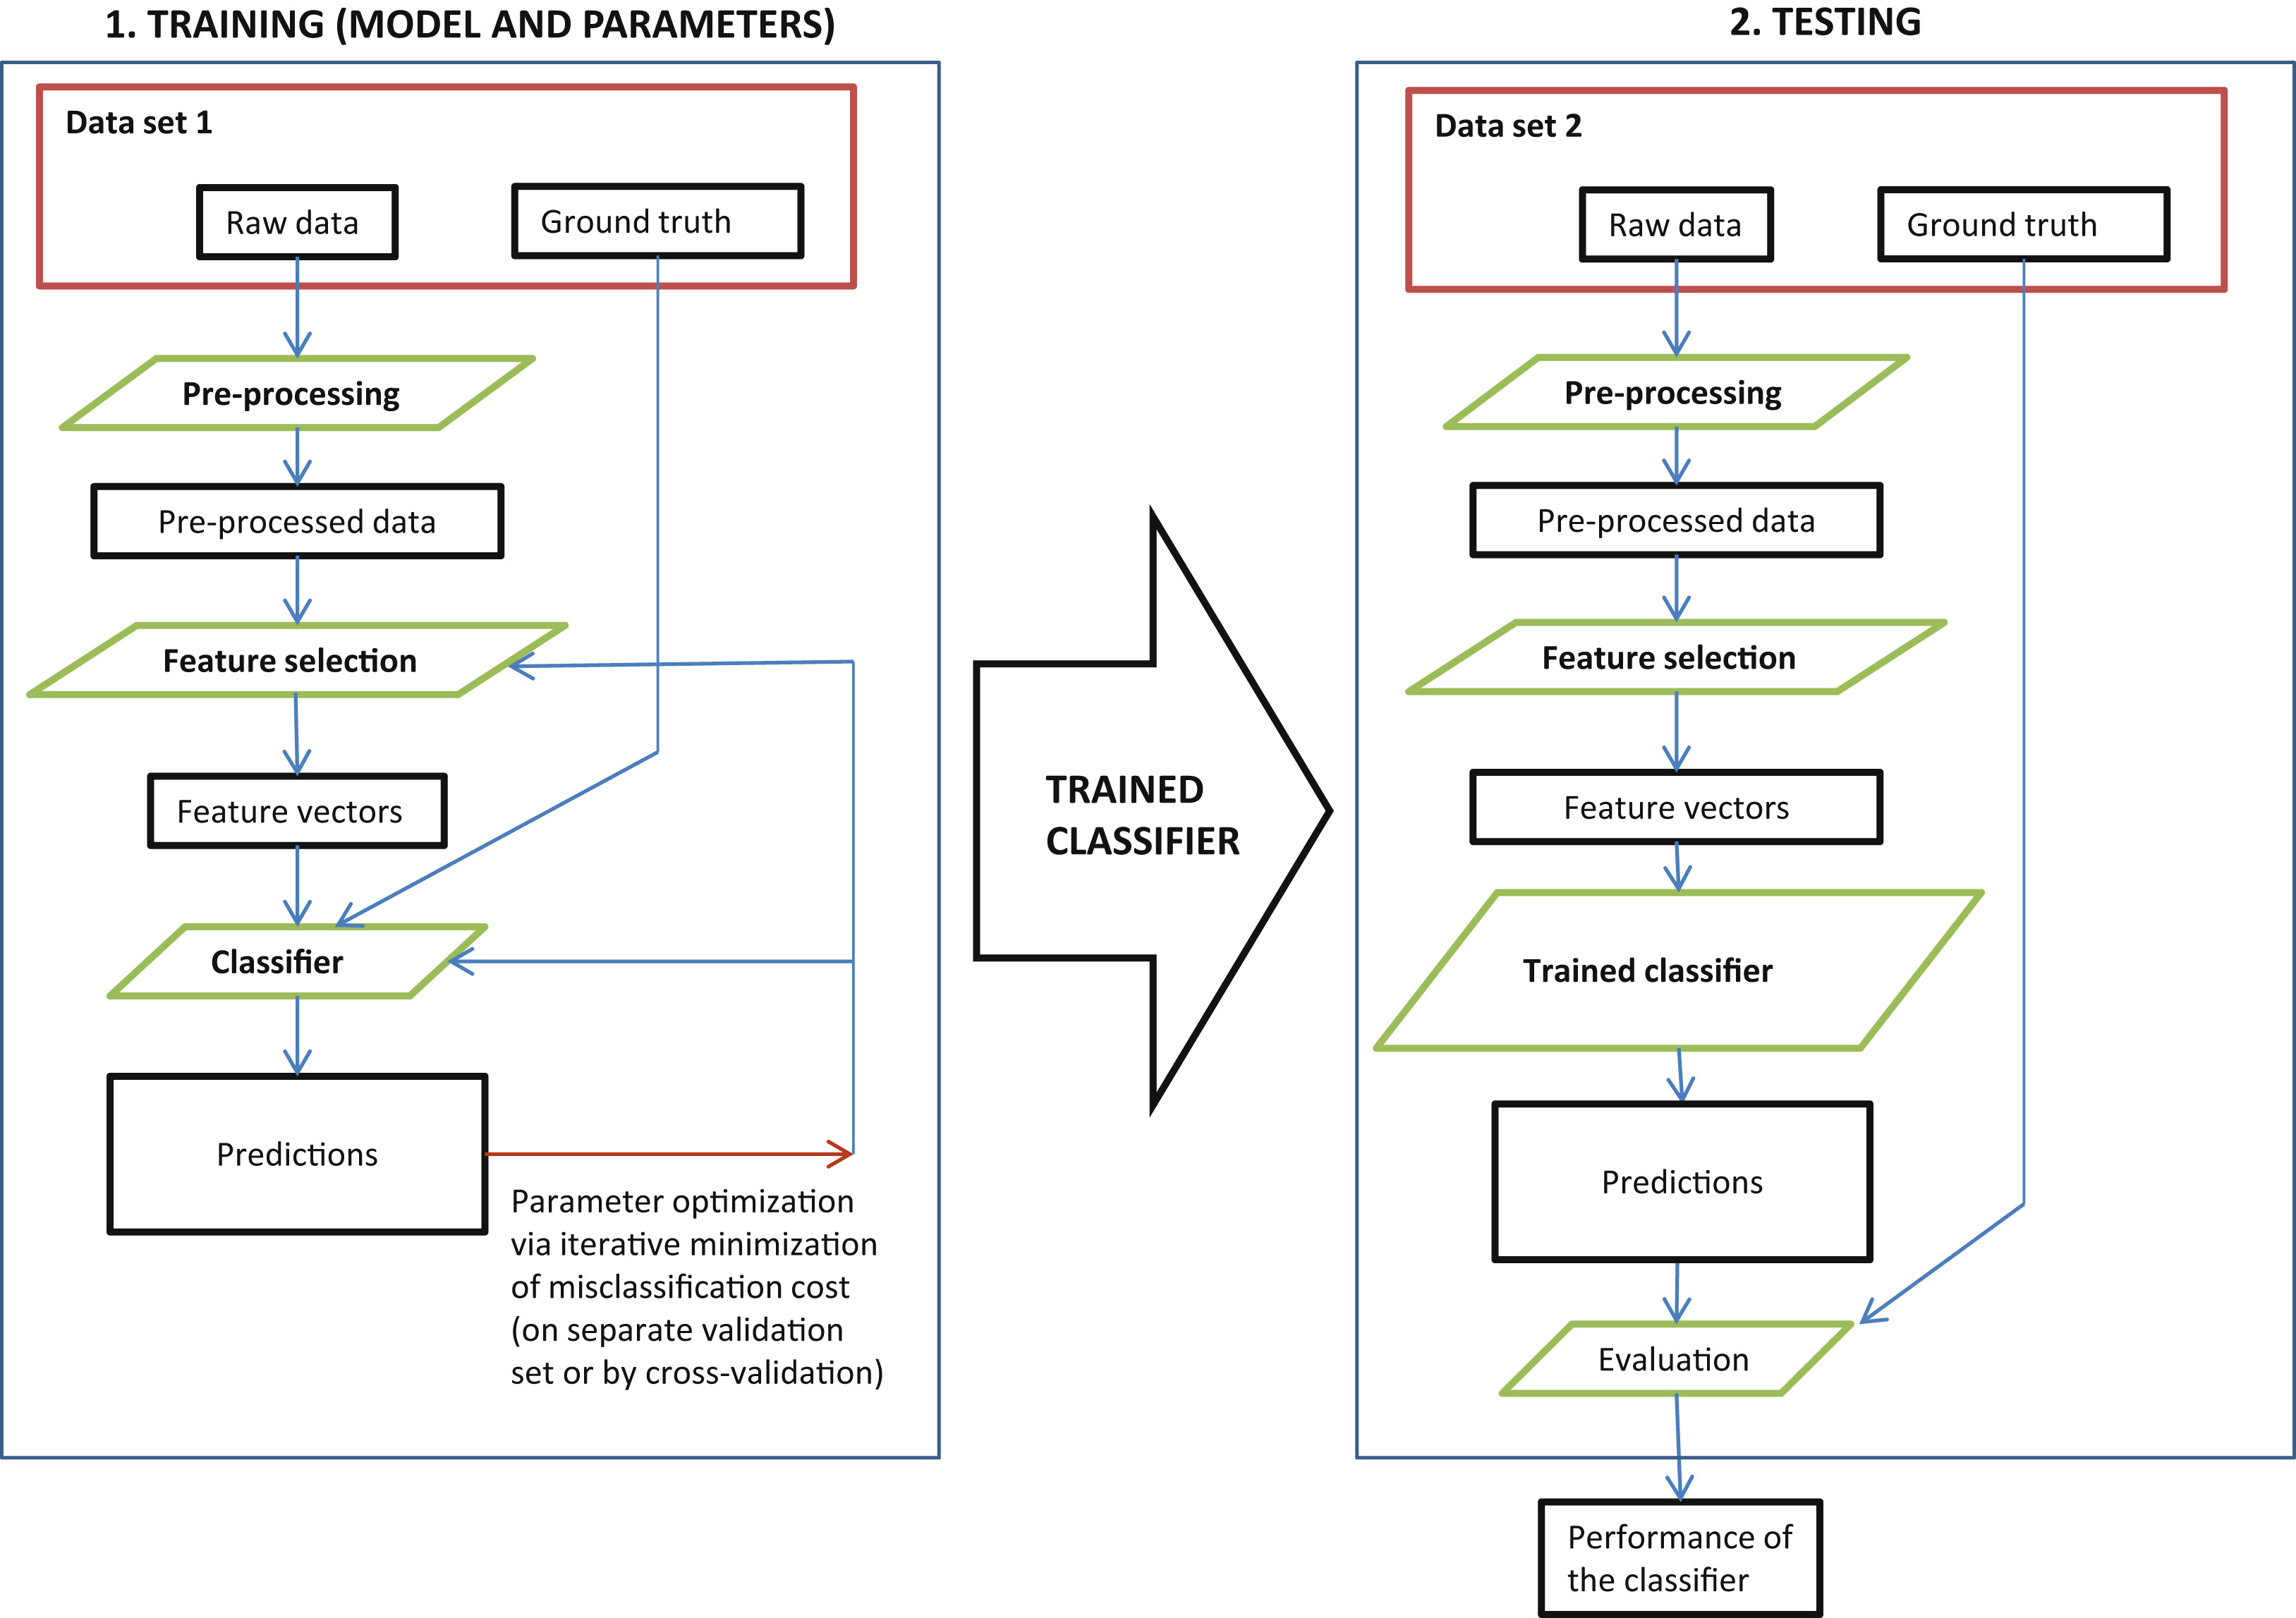 1. TRAINING (MODEL AND PARAMETERS)
Data set 1
Raw data
Ground truth
Pre-processing
Pre-processed data
Feature selection
Feature vectors
Classifier
Predictions
Parameter optimization
via iterative minimization
of misclassification cost
(on separate validation
set or by cross-validation)
TRAINED
CLASSIFIER
2. TESTING
Data set 2
Raw data
Ground truth
Pre-processing
Pre-processed data
Feature selection
Feature vectors
Trained classifier
Predictions
Evaluation
Performance of
the classifier